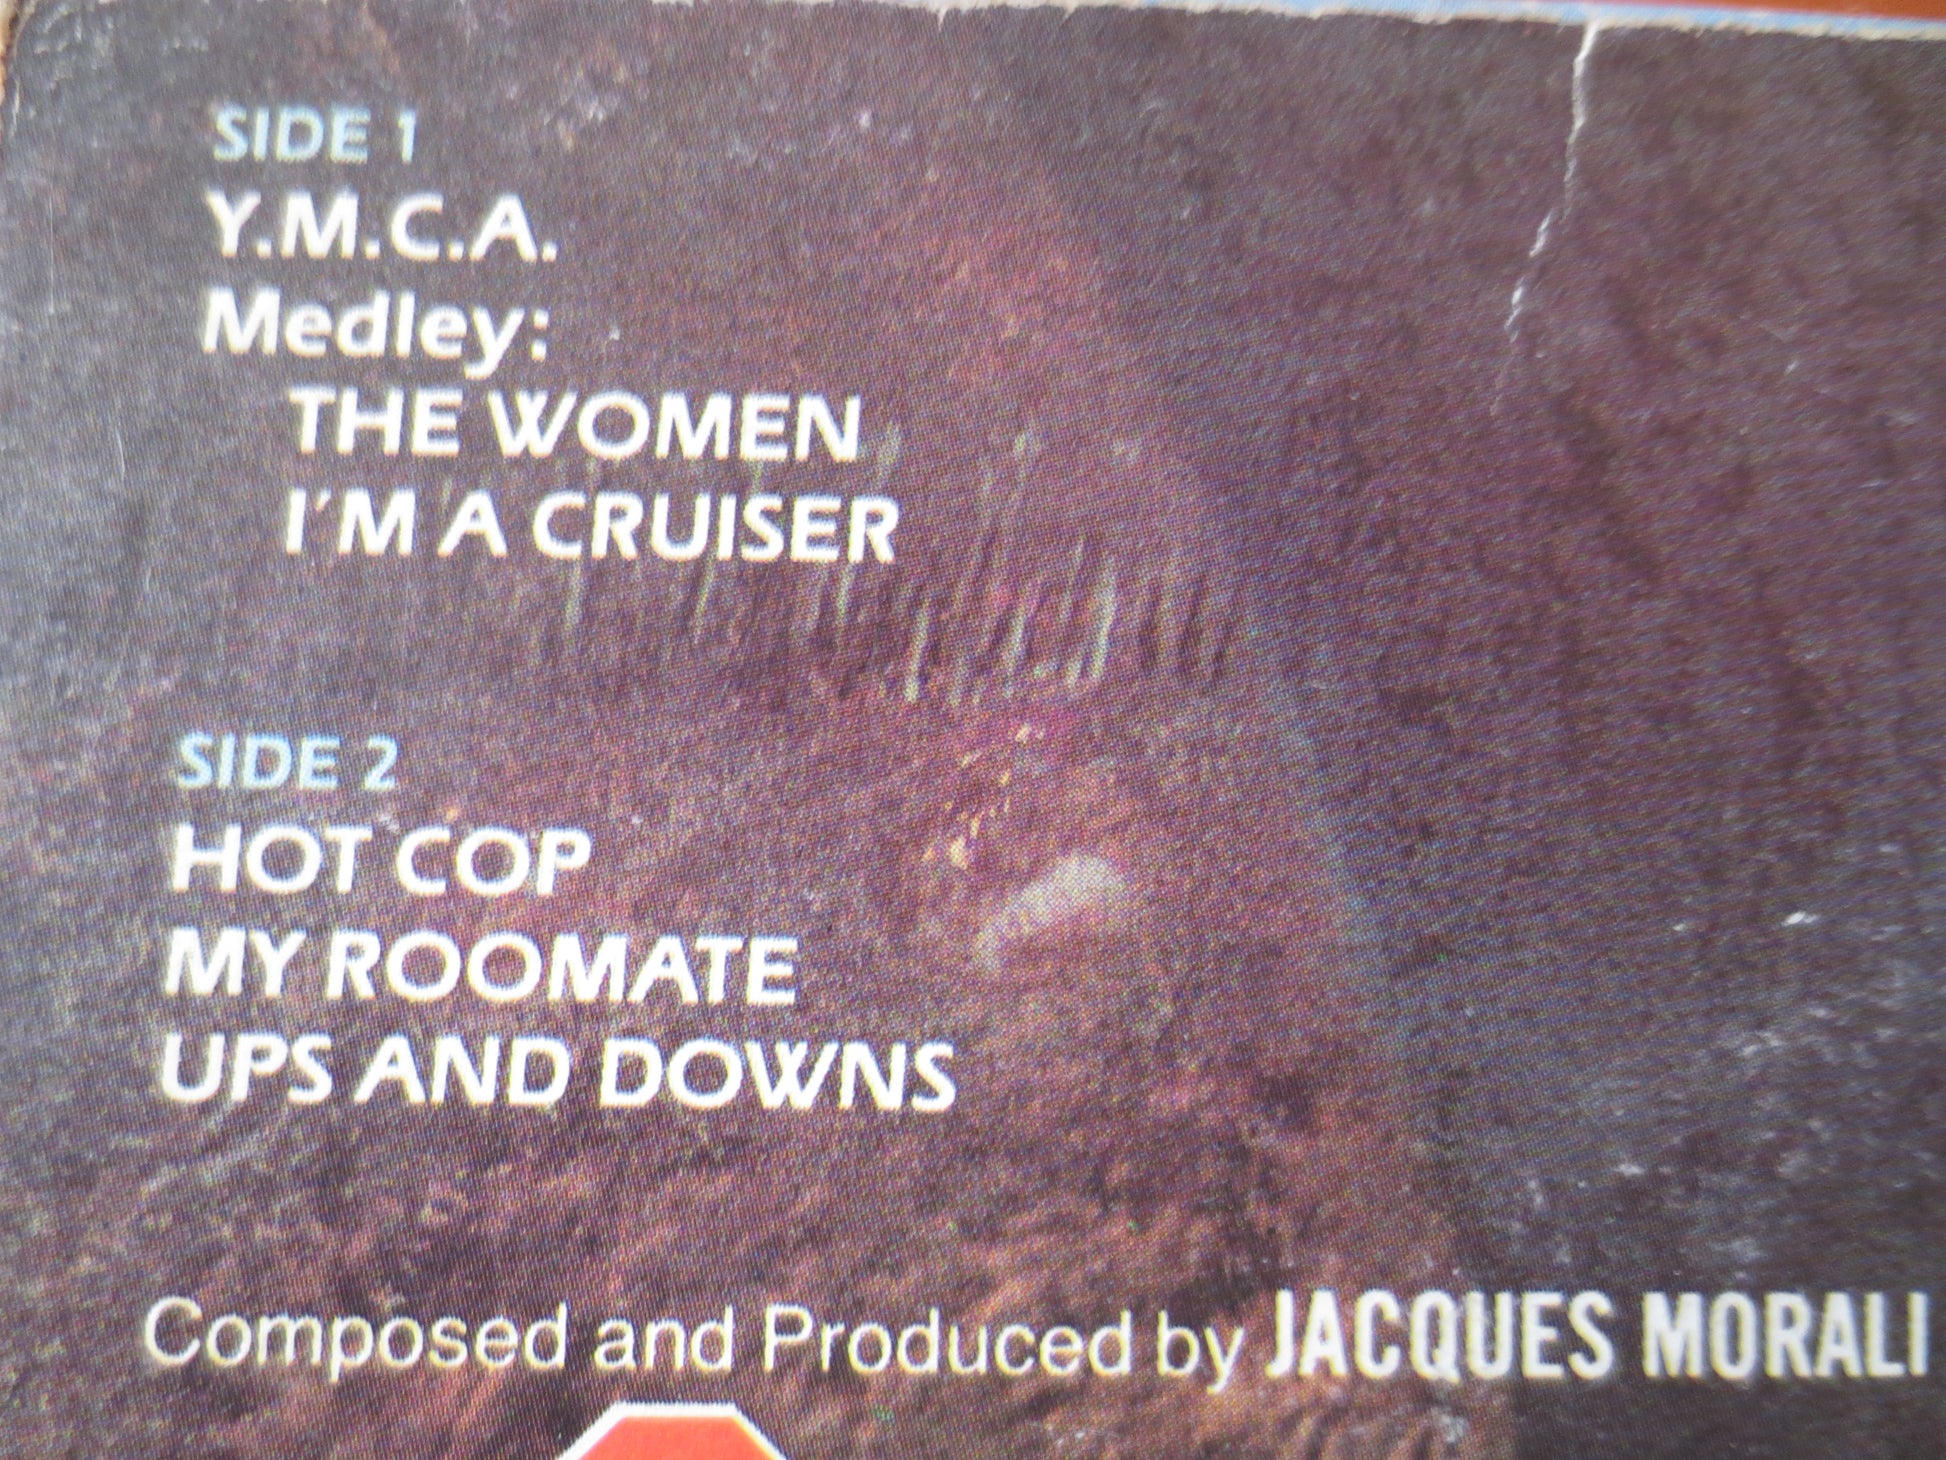 SIDE 1
Y.M.C.A.
Medley:
THE WOMEN
I'M A CRUISER
SIDE 2
HOT COP
MY ROOMATE
UPS AND DOWNS
Composed and Produced by JACQUES MORALI